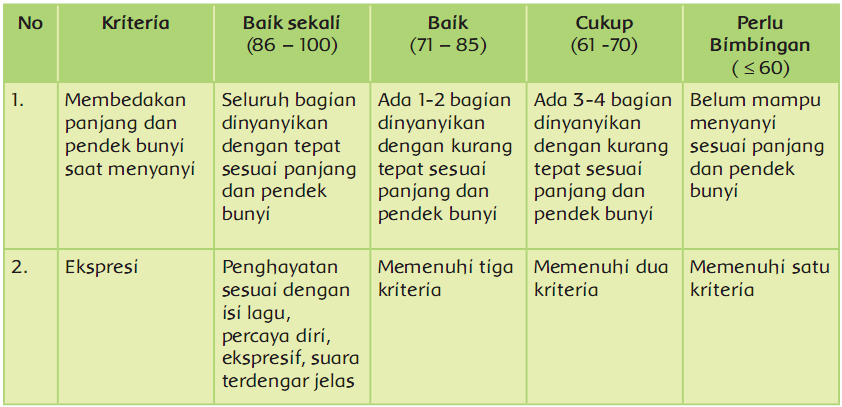 No
Kriteria
Baik sekali
(86 – 100)
Baik
(71 – 85)
Cukup
(61 -70)
Perlu
Bimbingan
( ≤ 60)
1.
Membedakan
panjang dan
pendek bunyi
saat menyanyi
Seluruh bagian
dinyanyikan
dengan tepat
sesuai panjang
dan pendek
bunyi
Ada 1-2 bagian
dinyanyikan
dengan kurang
tepat sesuai
panjang dan
pendek bunyi
Ada 3-4 bagian
dinyanyikan
dengan kurang
tepat sesuai
panjang dan
pendek bunyi
Belum mampu
menyanyi
sesuai panjang
dan pendek
bunyi
2.
Ekspresi
Penghayatan
sesuai dengan
isi lagu,
percaya diri,
ekspresif, suara
terdengar jelas
Memenuhi tiga
kriteria
Memenuhi dua
kriteria
Memenuhi satu
kriteria